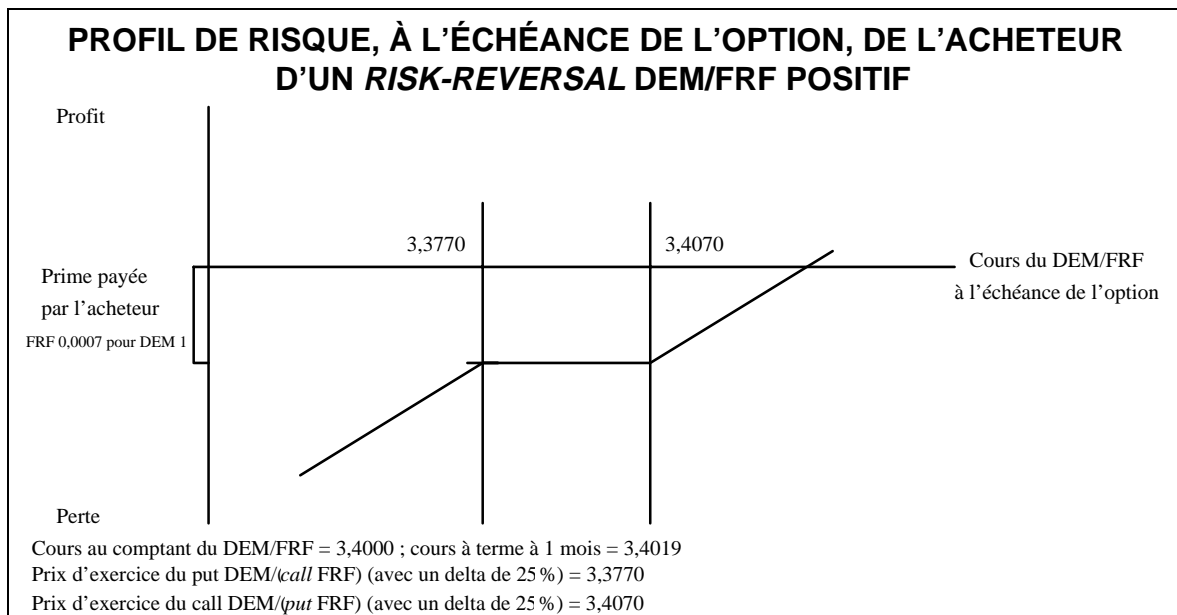 PROFIL DE RISQUE, À L'ÉCHÉANCE DE L'OPTION, DE L'ACHETEUR
D'UN RISK-REVERSAL DEM/FRF POSITIF
Profit
3,3770
3,4070
Cours du DEM/FRF
à l'échéance de l'option
Prime payée
par l'acheteur
FRF 0,0007 pour DEM 1
Perte
Cours au comptant du DEM/FRF = 3,4000 ; cours à terme à 1 mois = 3,4019
Prix d'exercice du put DEM/(call FRF) (avec un delta de 25 %) = 3,3770
Prix d'exercice du call DEM/(put FRF) (avec un delta de 25 %) = 3,4070